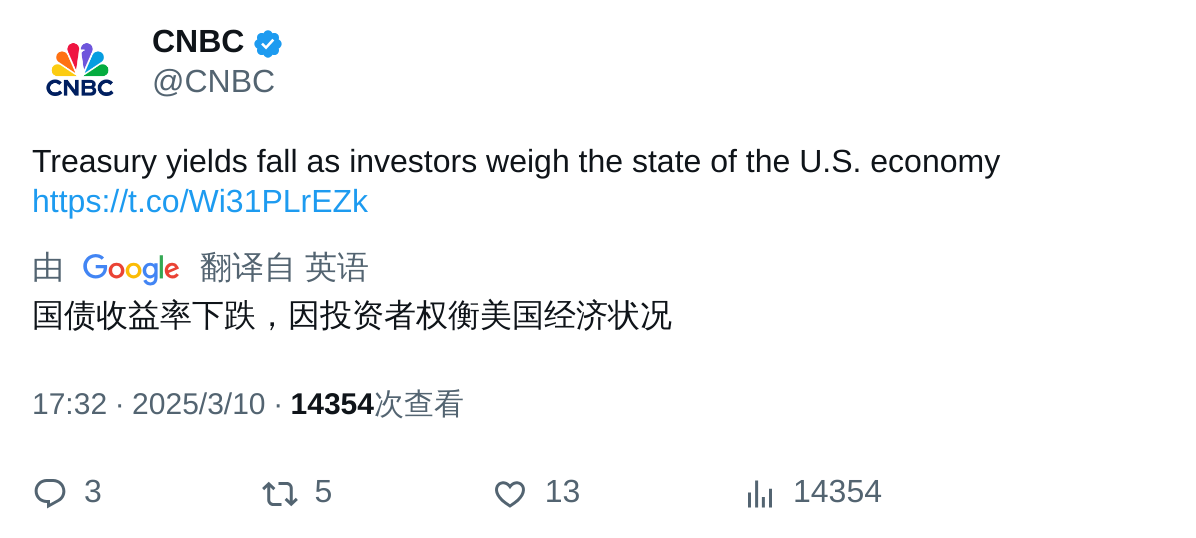 CNBC
CNBC
@CNBC
Treasury yields fall as investors weigh the state of the U.S. economy
https://t.co/Wi31PLrEZk
由 Google 翻译自 英语
国债收益率下跌，因投资者权衡美国经济状况
17:32 · 2025/3/10 · 14354次查看
3 5 13 14354